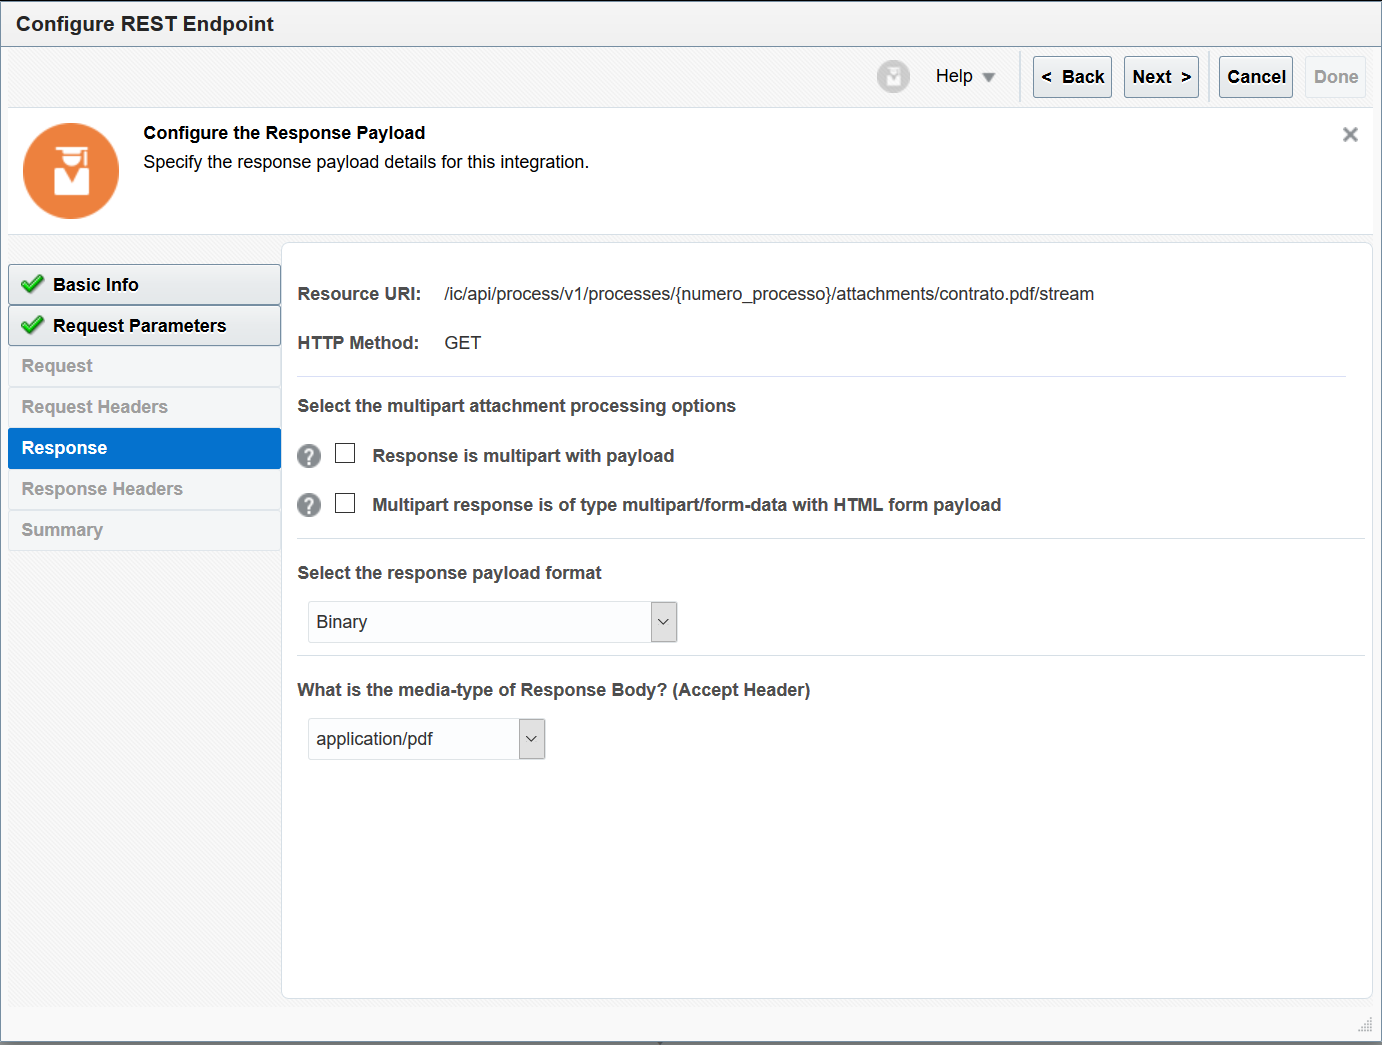 Configure REST Endpoint
Help
< Back
Next >
Cancel
Done
Configure the Response Payload
Specify the response payload details for this integration.
Basic Info
Request Parameters
Request
Request Headers
Response
Response Headers
Summary
Resource URI: /ic/api/process/v1/processes/{numero_processo}/attachments/contrato.pdf/stream
HTTP Method: GET
Select the multipart attachment processing options
? Response is multipart with payload
? Multipart response is of type multipart/form-data with HTML form payload
Select the response payload format
Binary
What is the media-type of Response Body? (Accept Header)
application/pdf